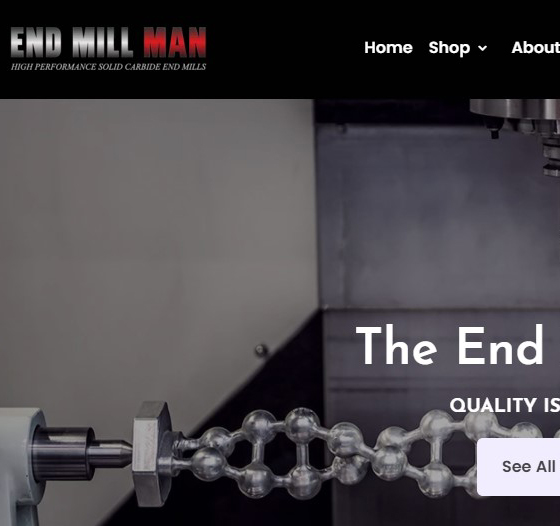 END MILL MAN
HIGH PERFORMANCE SOLID CARBIDE END MILLS
Home Shop About
The End
QUALITY IS
See All